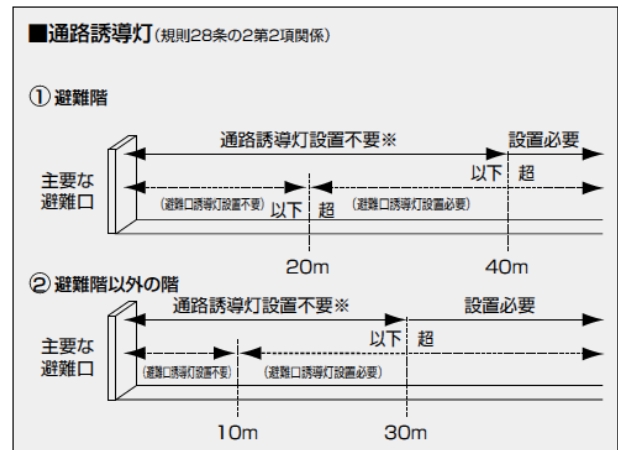 ■通路誘導灯(規則28条の2第2項関係)
①避難階
通路誘導灯設置不要※ 設置必要
主要な
避難口
以下 超
(避難口誘導灯設置不要) 以下 超 (避難口誘導灯設置必要)
20m 40m
②避難階以外の階
通路誘導灯設置不要※ 設置必要
主要な
避難口
以下 超
(避難口誘導灯設置不要) (避難口誘導灯設置必要)
10m 30m